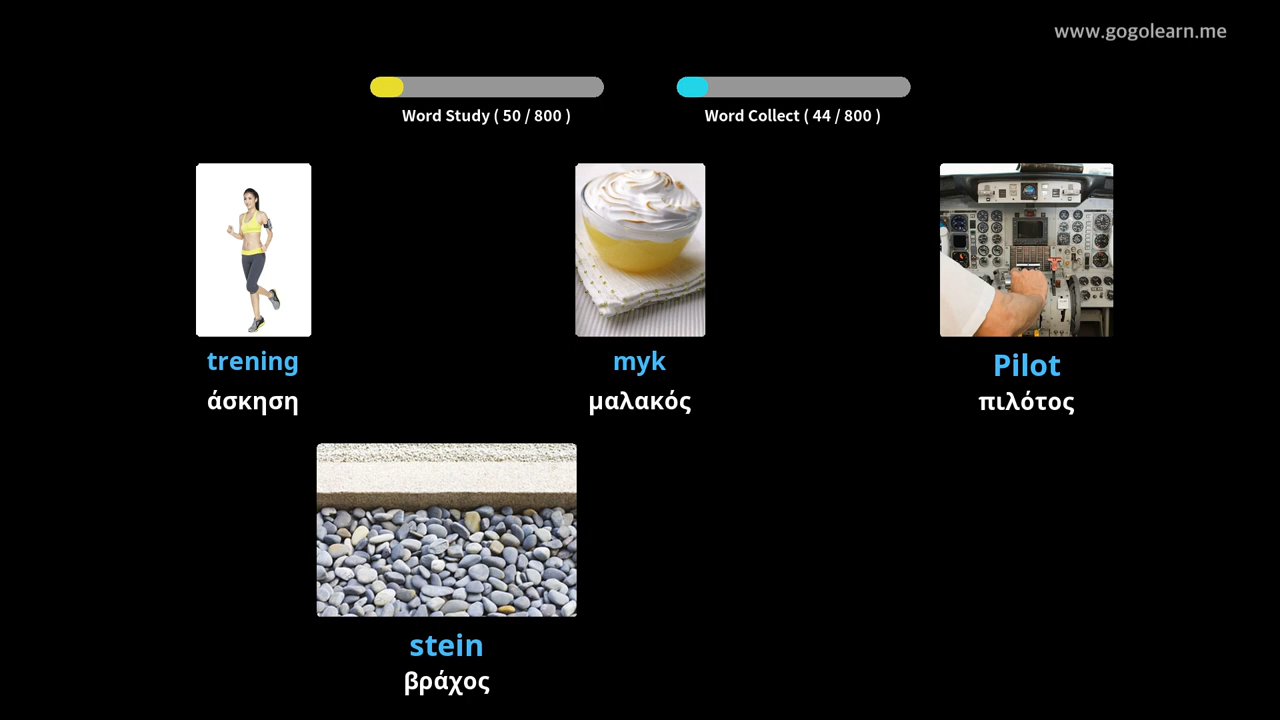 www.gogolearn.me
Word Study ( 50 / 800 )
Word Collect ( 44 / 800 )
trening
άσκηση
myk
μαλακός
Pilot
πιλότος
stein
βράχος